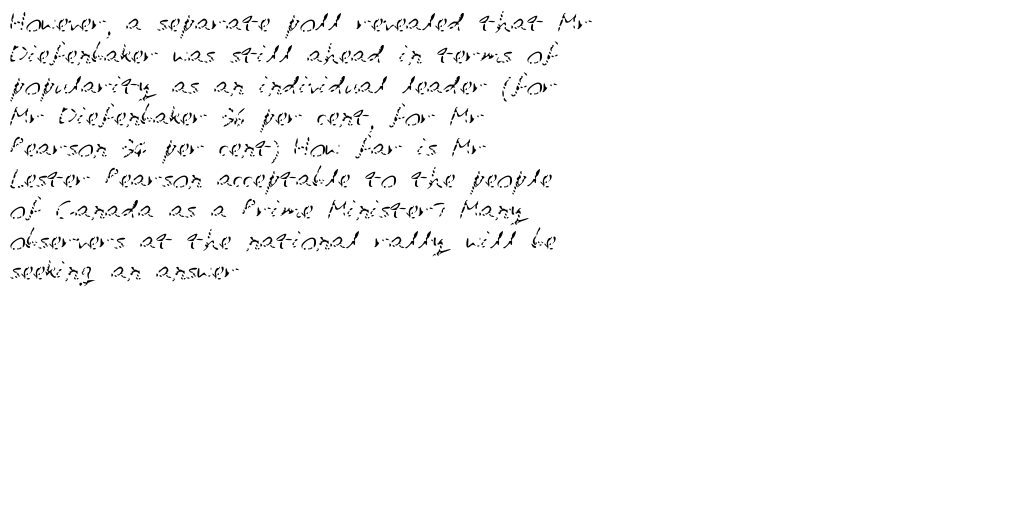 However, a separate poll revealed that Mr
Diefenbaker was still ahead in terms of
popularity as an individual leader (for
Mr Diefenbaker 36 per cent, for Mr
Pearson 34 per cent) How far is Mr
Lester Pearson acceptable to the people
of Canada as a Prime Minister? Many
observers at the national rally will be
seeking an answer